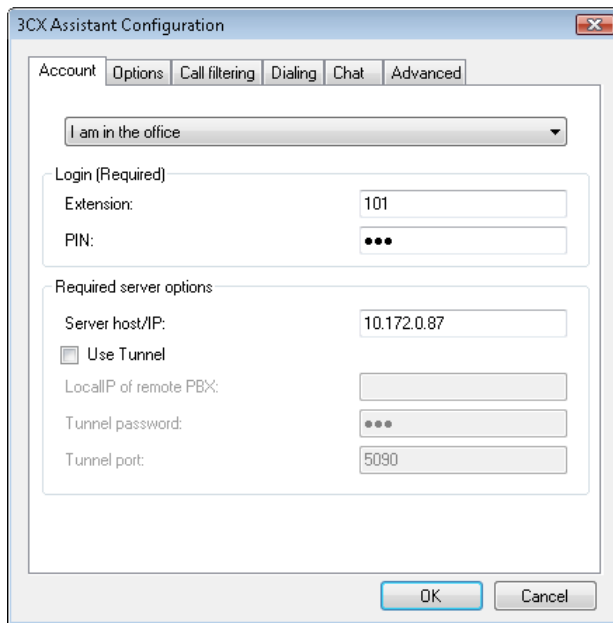 3CX Assistant Configuration
Account Options Call filtering Dialing Chat Advanced
I am in the office
Login (Required)
Extension: 101
PIN: ●●●
Required server options
Server host/IP: 10.172.0.87
Use Tunnel
LocalIP of remote PBX:
Tunnel password: ●●●
Tunnel port: 5090
OK Cancel